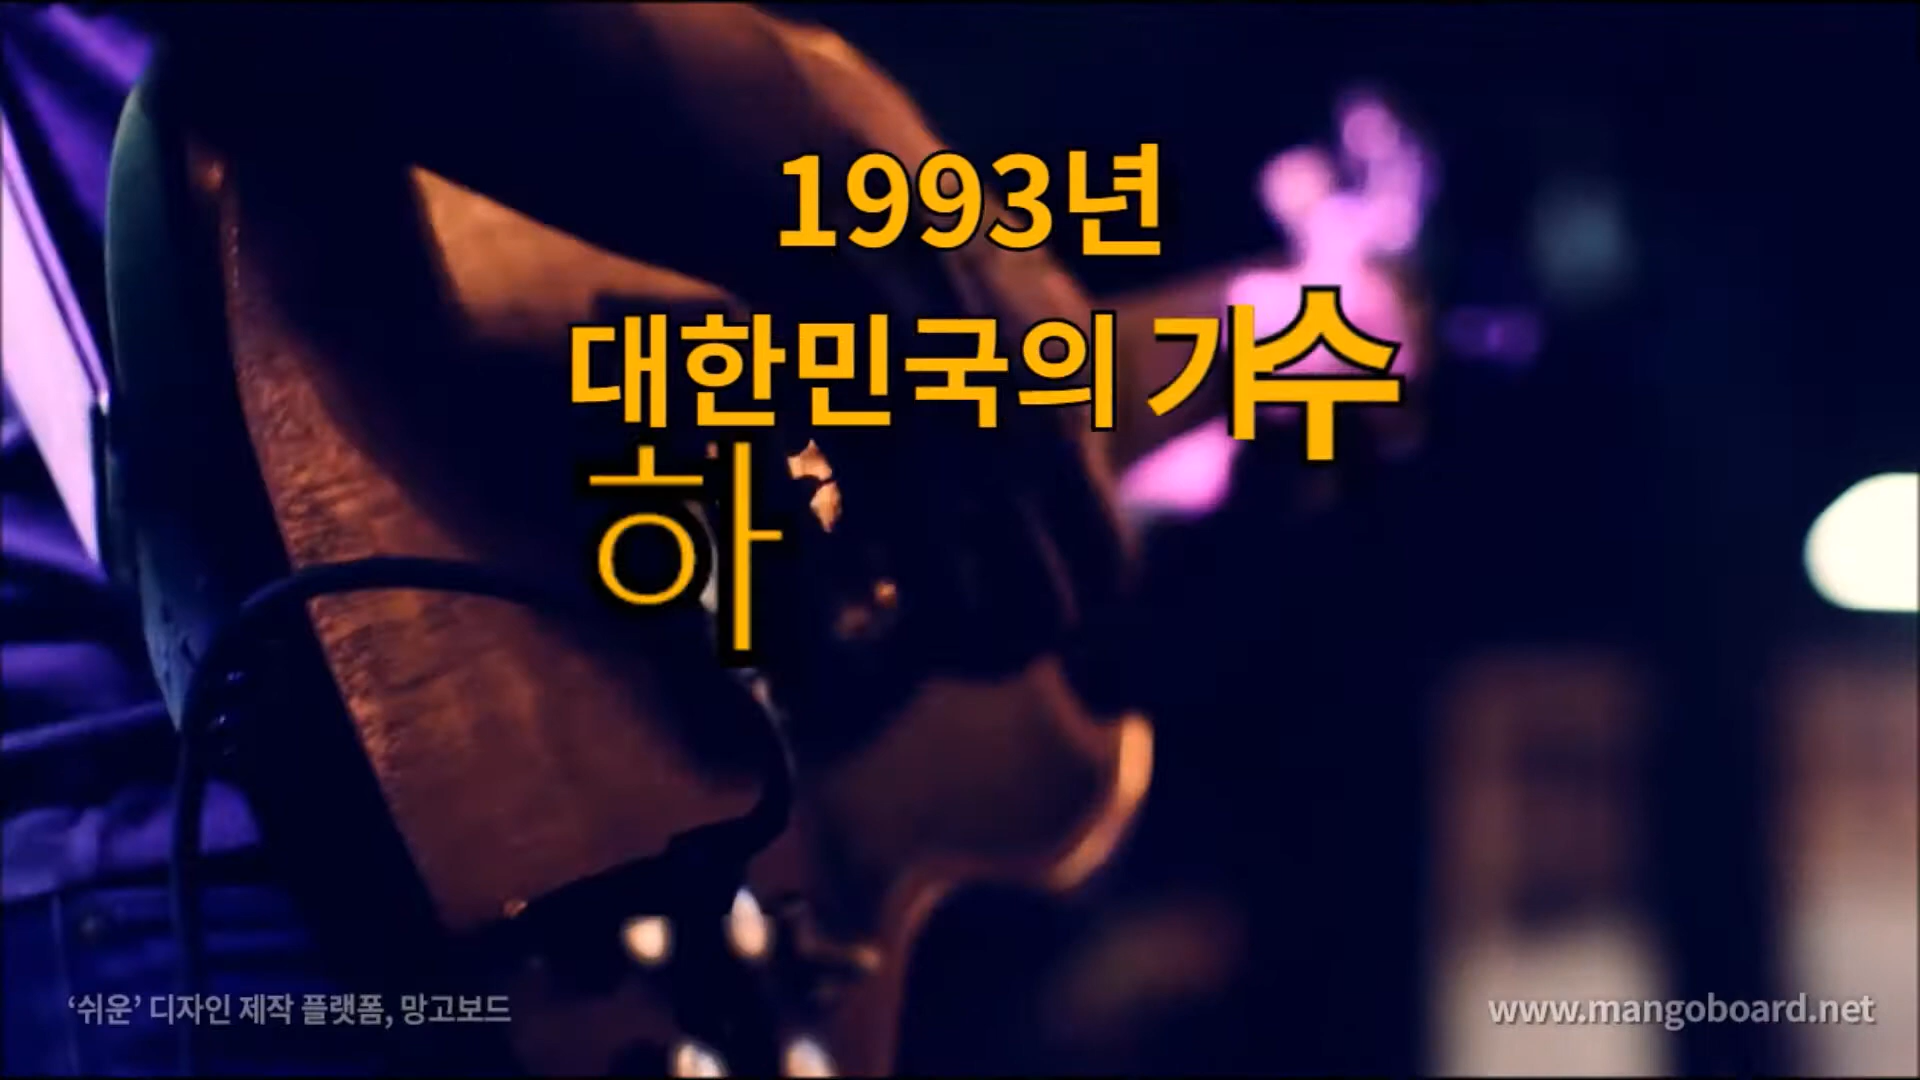 1993년
대한민국의 가수
하
‘쉬운’ 디자인 제작 플랫폼, 망고보드
www.mangoboard.net